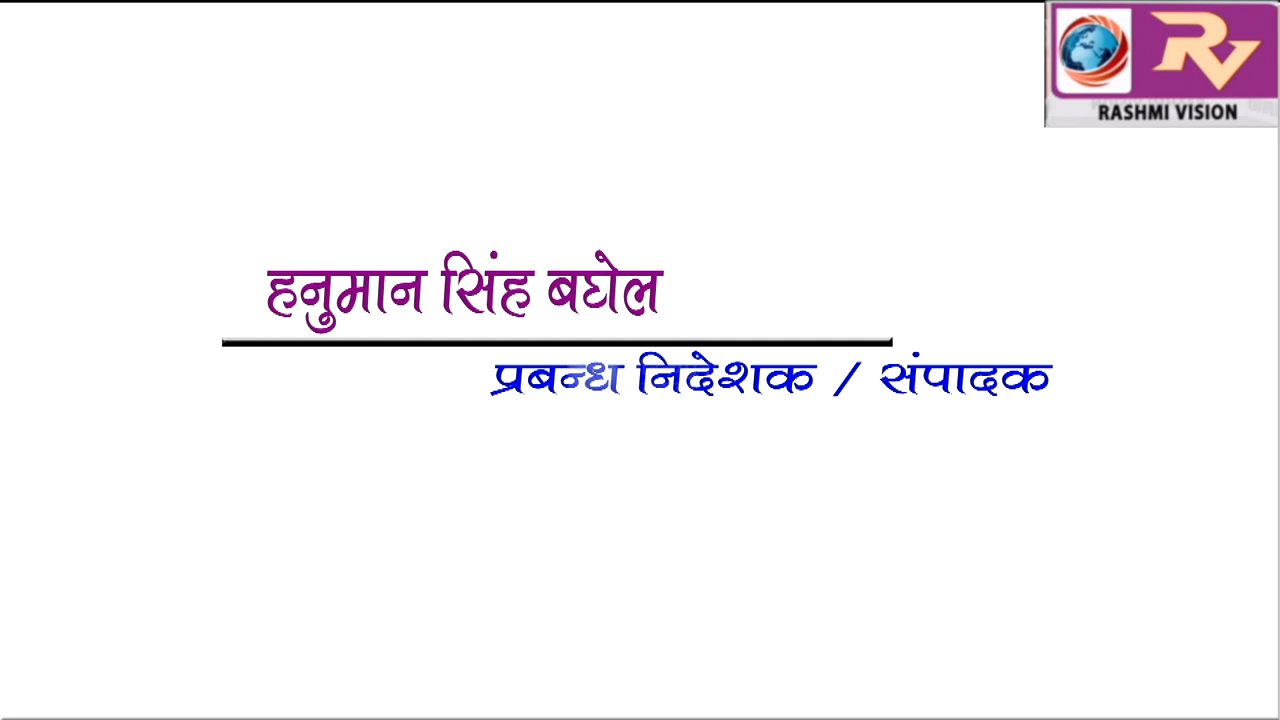 RV
RASHMI VISION
हनुमान सिंह बघेल
प्रबन्ध निदेशक / संपादक